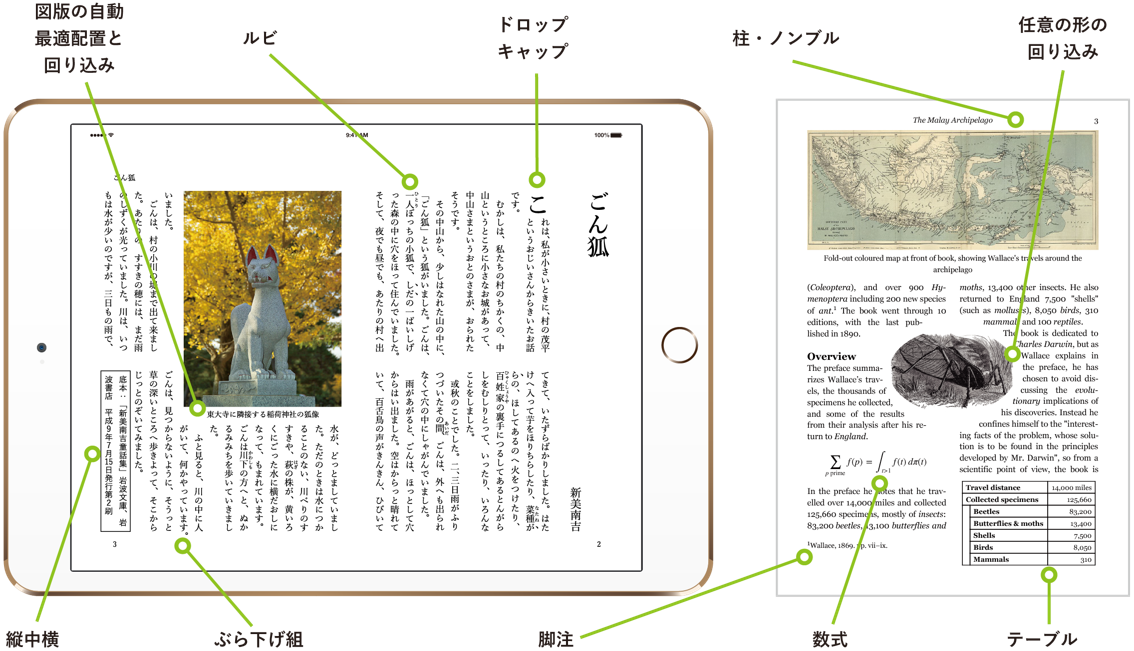 図版の自動
最適配置と
回り込み
ルビ
ドロップ
キャップ
柱・ノンブル
任意の形の
回り込み
9:41 AM
100%
ごん狐
新美南吉
これは、私が小さいときに、村の茂平
というおじいさんからきいたお話
です。
むかしは、私たちの村のちかくの、中
山というところに小さなお城があって、
中山さまというおとのさまが、おられた
そうです。
その中山から、少しはなれた山の中に、
「ごん狐」という狐がいました。ごんは、
一人ぼっちの小狐で、しだの一ぱいしげ
った森の中に穴をほって住んでいました。
そして、夜でも昼でも、あたりの村へ出
てきて、いたずらばかりしました。はた
けへ入って芋をほりちらしたり、菜種が
らの、ほしてあるのへ火をつけたり、
百姓家の裏手につるしてあるとんがら
しをむしりとって、いったり、いろんな
ことをしました。
或秋のことでした。二、三日雨がふり
つづいたその間、ごんは、外へも出られ
なくて穴の中にしゃがんでいました。
雨があがると、ごんは、ほっとして穴
からはい出ました。空はからっと晴れて
いて、百舌鳥の声がきんきん、ひびいて
2
ごん狐
いました。
ごんは、村の小川の堤まで出て来まし
た。あたりの、すすきの穂には、まだ雨
のしずくが光っていました。川は、いつ
もは水が少いのですが、三日もの雨で、
東大寺に隣接する稲荷神社の狐像
水が、どっとましていまし
た。ただのときは水につか
ることのない、川べりのす
すきや、萩の株が、黄いろ
くにごった水に横だおしに
なって、もまれています。
ごんは川下の方へと、ぬか
るみみちを歩いていきまし
た。
ふと見ると、川の中に人
がいて、何かやっています。
ごんは、見つからないように、そうっと
草の深いところへ歩きよって、そこから
じっとのぞいてみました。
底本：「新美南吉童話集」岩波文庫、岩
波書店 平成9年7月15日発行第2刷
3
The Malay Archipelago
3
Fold-out coloured map at front of book, showing Wallace's travels around the
archipelago
(Coleoptera), and over 900 Hy-
menoptera including 200 new species
of ant.¹ The book went through 10
editions, with the last pub-
lished in 1890.
Overview
The preface summa-
rizes Wallace's trav-
els, the thousands of
specimens he collected,
and some of the results
from their analysis after his re-
turn to England.
∑ f(p) = ∫ f(t) dπ(t)
p prime t>1
In the preface he notes that he trav-
elled over 14,000 miles and collected
125,660 specimens, mostly of insects:
83,200 beetles, 13,100 butterflies and
¹Wallace, 1869. pp. vii–ix.
moths, 13,400 other insects. He also
returned to England 7,500 "shells"
(such as molluscs), 8,050 birds, 310
mammals and 100 reptiles.
The book is dedicated to
Charles Darwin, but as
Wallace explains in
the preface, he has
chosen to avoid dis-
cussing the evolu-
tionary implications of
his discoveries. Instead he
confines himself to the "interest-
ing facts of the problem, whose solu-
tion is to be found in the principles
developed by Mr. Darwin", so from a
scientific point of view, the book is
Travel distance 14,000 miles
Collected specimens 125,660
Beetles 83,200
Butterflies & moths 13,400
Shells 7,500
Birds 8,050
Mammals 310
縦中横
ぶら下げ組
脚注
数式
テーブル